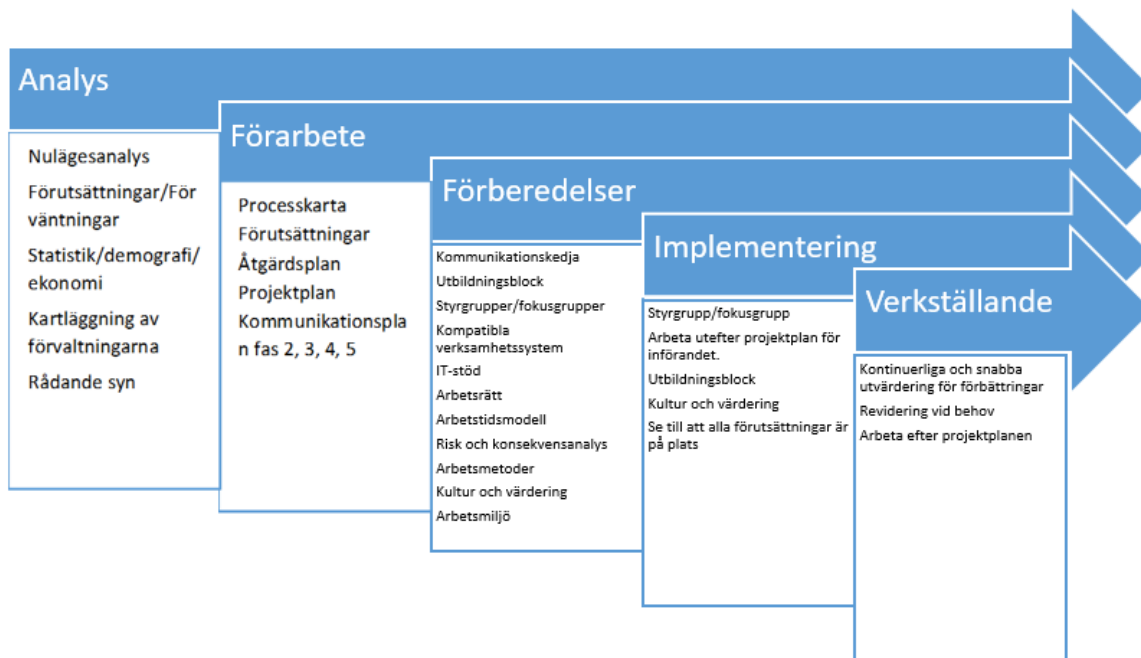 Analys
Nulägesanalys
Förutsättningar/För
väntningar
Statistik/demografi/
ekonomi
Kartläggning av
förvaltningarna
Rådande syn
Förarbete
Processkarta
Förutsättningar
Åtgärdsplan
Projektplan
Kommunikationspla
n fas 2, 3, 4, 5
Förberedelser
Kommunikationskedja
Utbildningsblock
Styrgrupper/fokusgrupper
Kompatibla
verksamhetssystem
IT-stöd
Arbetsrätt
Arbetstidsmodell
Risk och konsekvensanalys
Arbetsmetoder
Kultur och värdering
Arbetsmiljö
Implementering
Styrgrupp/fokusgrupp
Arbeta utefter projektplan för
införandet.
Utbildningsblock
Kultur och värdering
Se till att alla förutsättningar är
på plats
Verkställande
Kontinuerliga och snabba
utvärdering för förbättringar
Revidering vid behov
Arbeta efter projektplanen